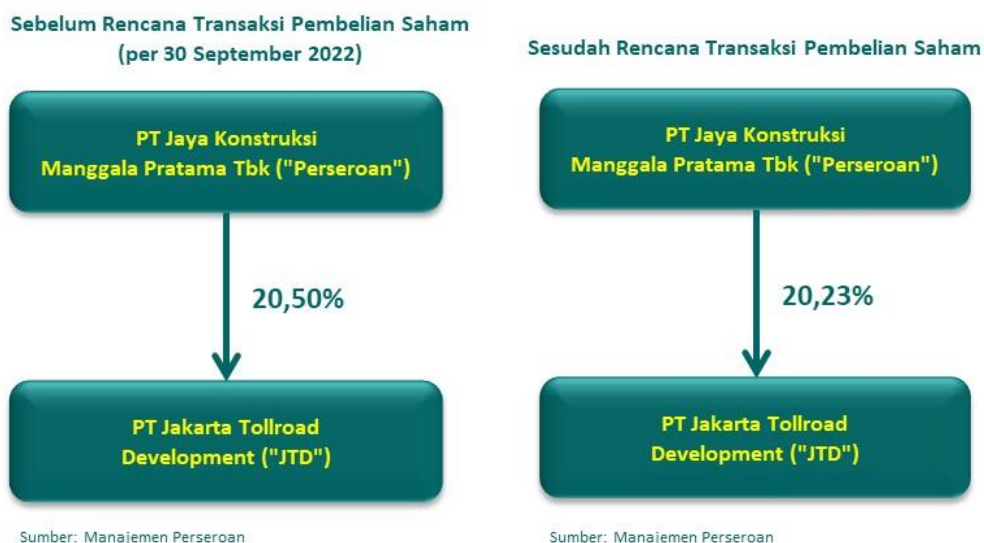 Sebelum Rencana Transaksi Pembelian Saham
(per 30 September 2022)
PT Jaya Konstruksi
Manggala Pratama Tbk ("Perseroan")
20,50%
PT Jakarta Tollroad
Development ("JTD")
Sumber: Manajemen Perseroan
Sesudah Rencana Transaksi Pembelian Saham
PT Jaya Konstruksi
Manggala Pratama Tbk ("Perseroan")
20,23%
PT Jakarta Tollroad
Development ("JTD")
Sumber: Manajemen Perseroan